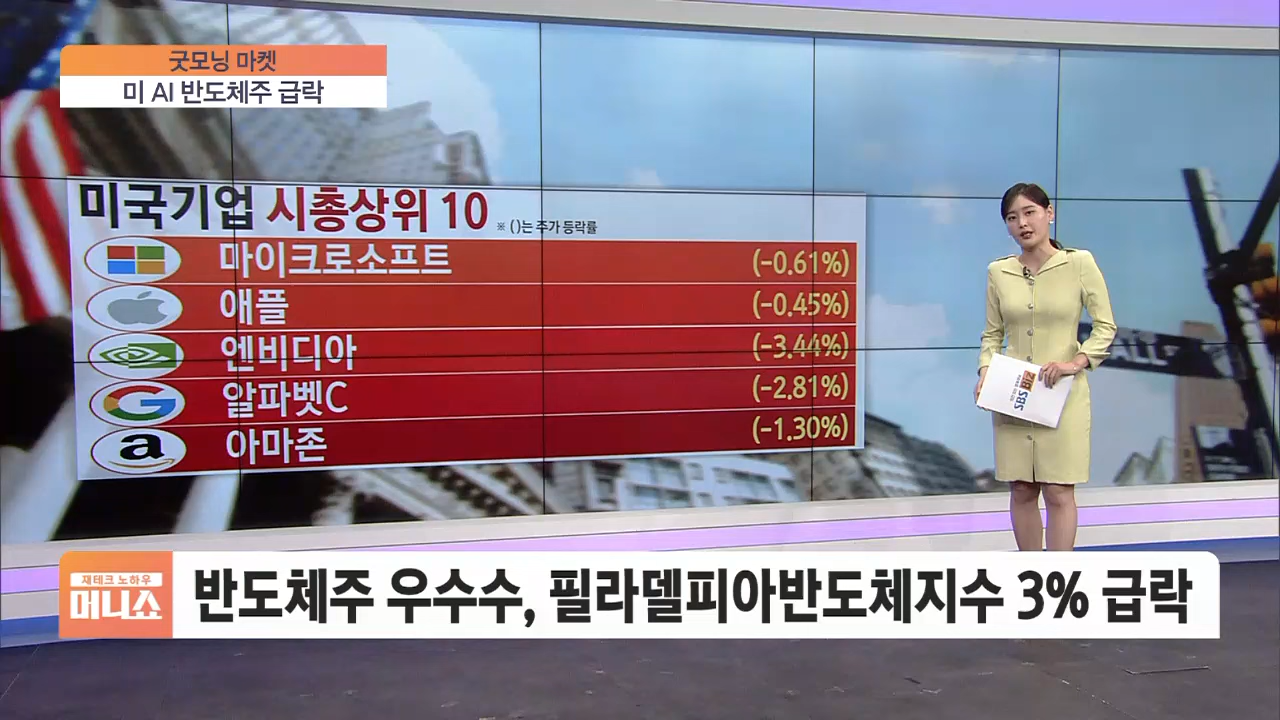 굿모닝 마켓
미 AI 반도체주 급락
미국기업 시총상위 10 ※ ()는 주가 등락률
마이크로소프트 (-0.61%)
애플 (-0.45%)
엔비디아 (-3.44%)
알파벳C (-2.81%)
a 아마존 (-1.30%)
ALL
SBS Biz
재테크 노하우
머니쇼
반도체주 우수수, 필라델피아반도체지수 3% 급락